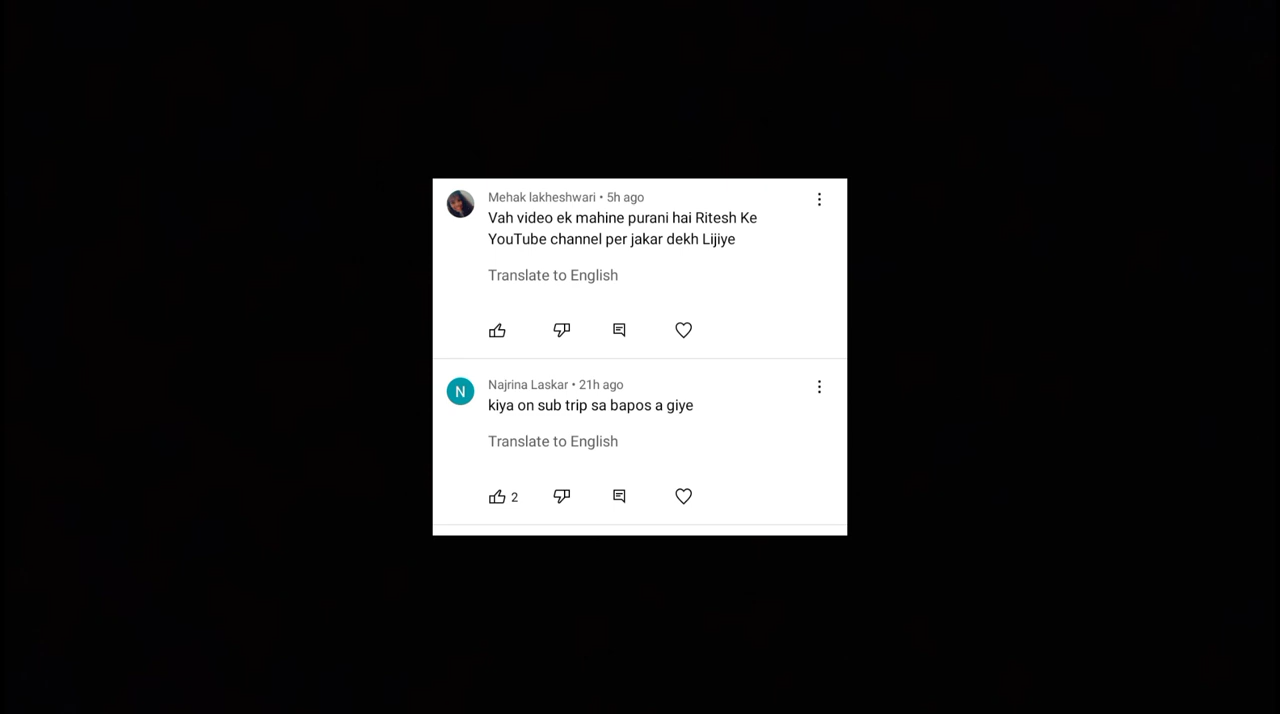 Mehak lakheshwari • 5h ago
Vah video ek mahine purani hai Ritesh Ke
YouTube channel per jakar dekh Lijiye
Translate to English
N
Najrina Laskar • 21h ago
kiya on sub trip sa bapos a giye
Translate to English
2